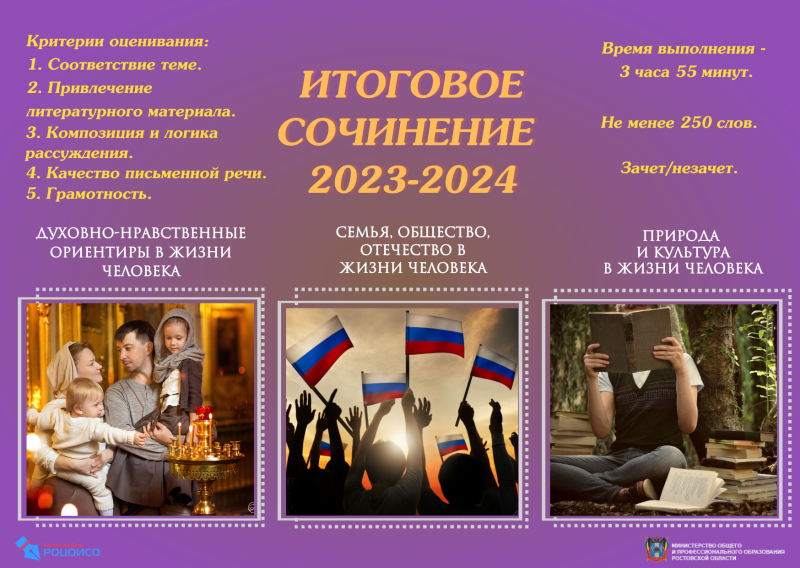 Критерии оценивания:
1. Соответствие теме.
2. Привлечение
литературного материала.
3. Композиция и логика
рассуждения.
4. Качество письменной речи.
5. Грамотность.
ИТОГОВОЕ
СОЧИНЕНИЕ
2023-2024
Время выполнения -
3 часа 55 минут.
Не менее 250 слов.
Зачет/незачет.
ДУХОВНО-НРАВСТВЕННЫЕ
ОРИЕНТИРЫ В ЖИЗНИ
ЧЕЛОВЕКА
СЕМЬЯ, ОБЩЕСТВО,
ОТЕЧЕСТВО В
ЖИЗНИ ЧЕЛОВЕКА
ПРИРОДА
И КУЛЬТУРА
В ЖИЗНИ ЧЕЛОВЕКА
РОЦОИСО
МИНИСТЕРСТВО ОБЩЕГО
И ПРОФЕССИОНАЛЬНОГО ОБРАЗОВАНИЯ
РОСТОВСКОЙ ОБЛАСТИ